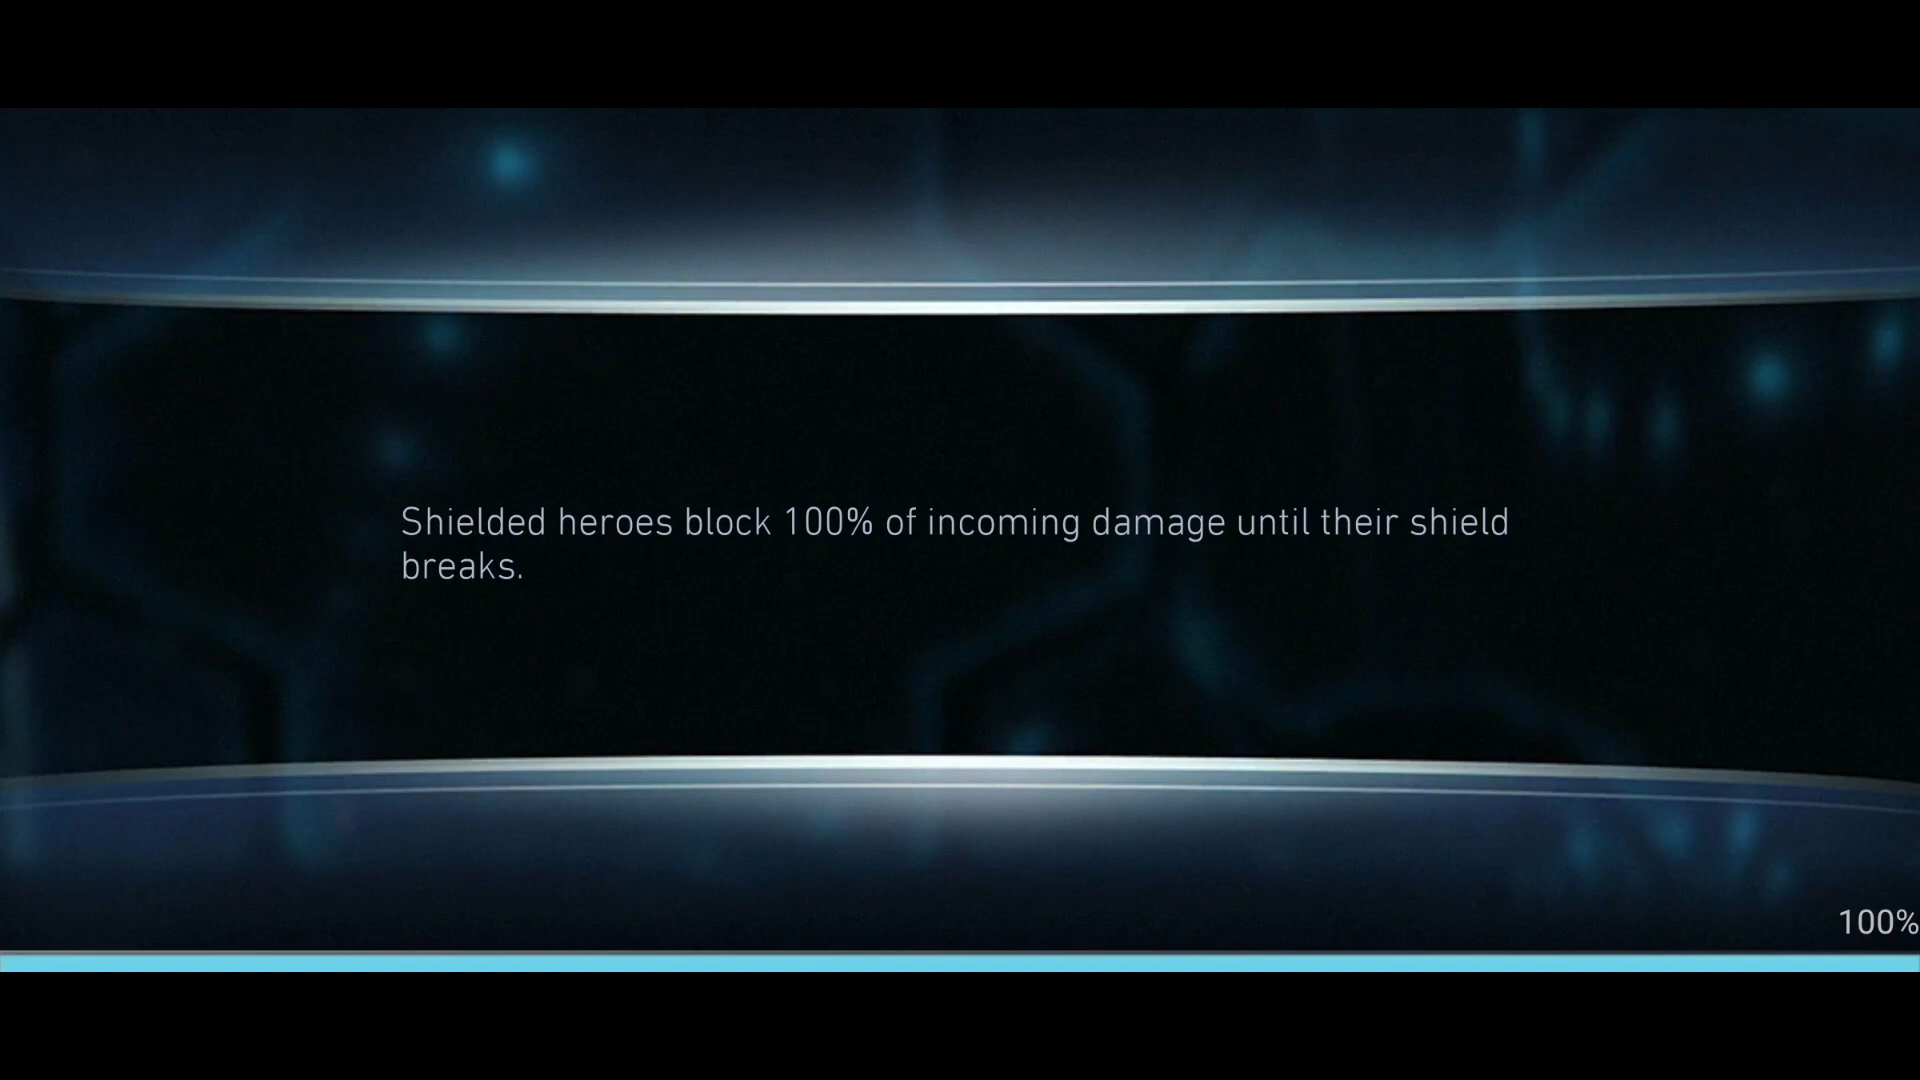 Shielded heroes block 100% of incoming damage until their shield
breaks.
100%